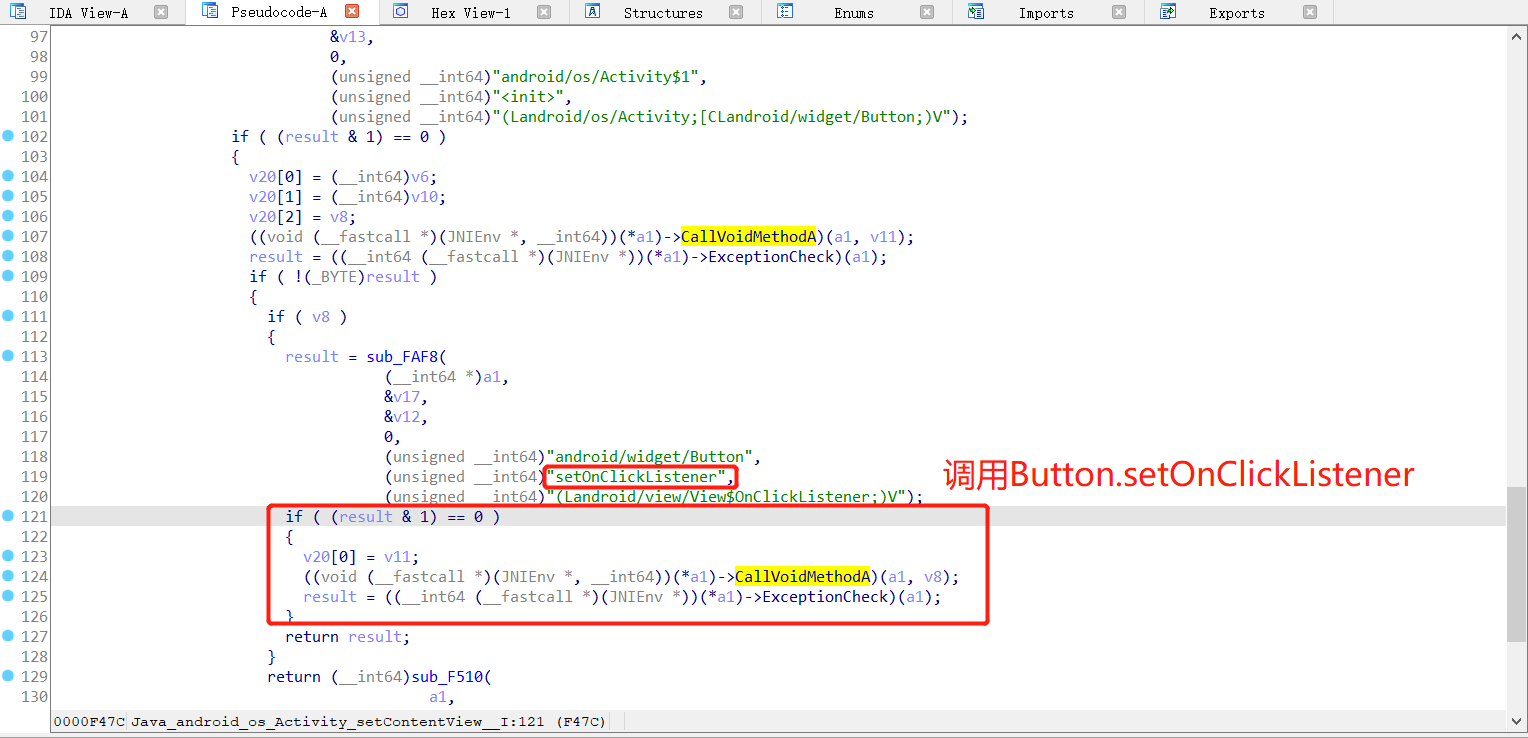 IDA View-A Pseudocode-A Hex View-1 Structures Enums Imports Exports
97 &v13,
98 0,
99 (unsigned __int64)"android/os/Activity$1",
100 (unsigned __int64)"<init>",
101 (unsigned __int64)"(Landroid/os/Activity;[CLandroid/widget/Button;)V");
102 if ( (result & 1) == 0 )
103 {
104 v20[0] = (__int64)v6;
105 v20[1] = (__int64)v10;
106 v20[2] = v8;
107 ((void (__fastcall *)(JNIEnv *, __int64))(*a1)->CallVoidMethodA)(a1, v11);
108 result = ((__int64 (__fastcall *)(JNIEnv *))(*a1)->ExceptionCheck)(a1);
109 if ( !(_BYTE)result )
110 {
111 if ( v8 )
112 {
113 result = sub_FAF8(
114 (__int64 *)a1,
115 &v17,
116 &v12,
117 0,
118 (unsigned __int64)"android/widget/Button",
119 (unsigned __int64)"setOnClickListener",
调用Button.setOnClickListener
120 (unsigned __int64)"(Landroid/view/View$OnClickListener;)V");
121 if ( (result & 1) == 0 )
122 {
123 v20[0] = v11;
124 ((void (__fastcall *)(JNIEnv *, __int64))(*a1)->CallVoidMethodA)(a1, v8);
125 result = ((__int64 (__fastcall *)(JNIEnv *))(*a1)->ExceptionCheck)(a1);
126 }
127 return result;
128 }
129 return (__int64)sub_F510(
130 a1,
0000F47C Java_android_os_Activity_setContentView__I:121 (F47C)